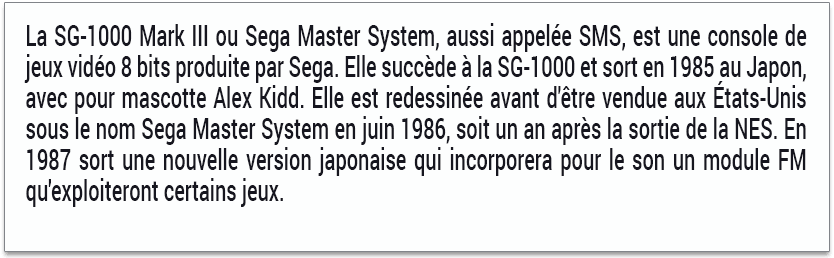 La SG-1000 Mark III ou Sega Master System, aussi appelée SMS, est une console de
jeux vidéo 8 bits produite par Sega. Elle succède à la SG-1000 et sort en 1985 au Japon,
avec pour mascotte Alex Kidd. Elle est redessinée avant d'être vendue aux États-Unis
sous le nom Sega Master System en juin 1986, soit un an après la sortie de la NES. En
1987 sort une nouvelle version japonaise qui incorporera pour le son un module FM
qu'exploiteront certains jeux.